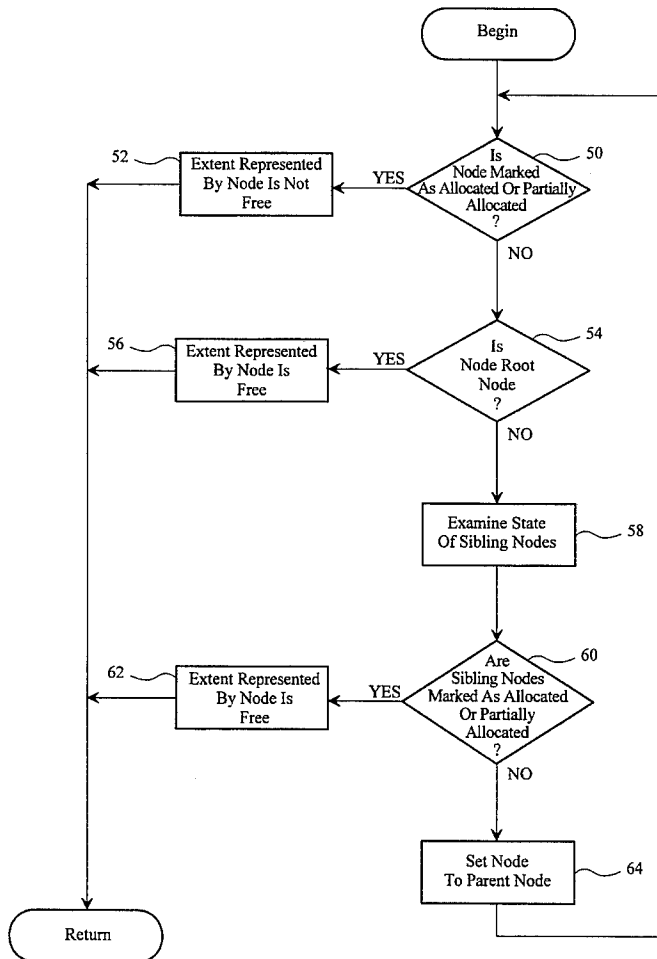 Begin
50
Is
Node Marked
As Allocated Or Partially
Allocated
?
YES
52
Extent Represented
By Node Is Not
Free
NO
54
Is
Node Root
Node
?
YES
56
Extent Represented
By Node Is
Free
NO
Examine State
Of Sibling Nodes
58
60
Are
Sibling Nodes
Marked As Allocated
Or Partially
Allocated
?
YES
62
Extent Represented
By Node Is
Free
NO
Set Node
To Parent Node
64
Return